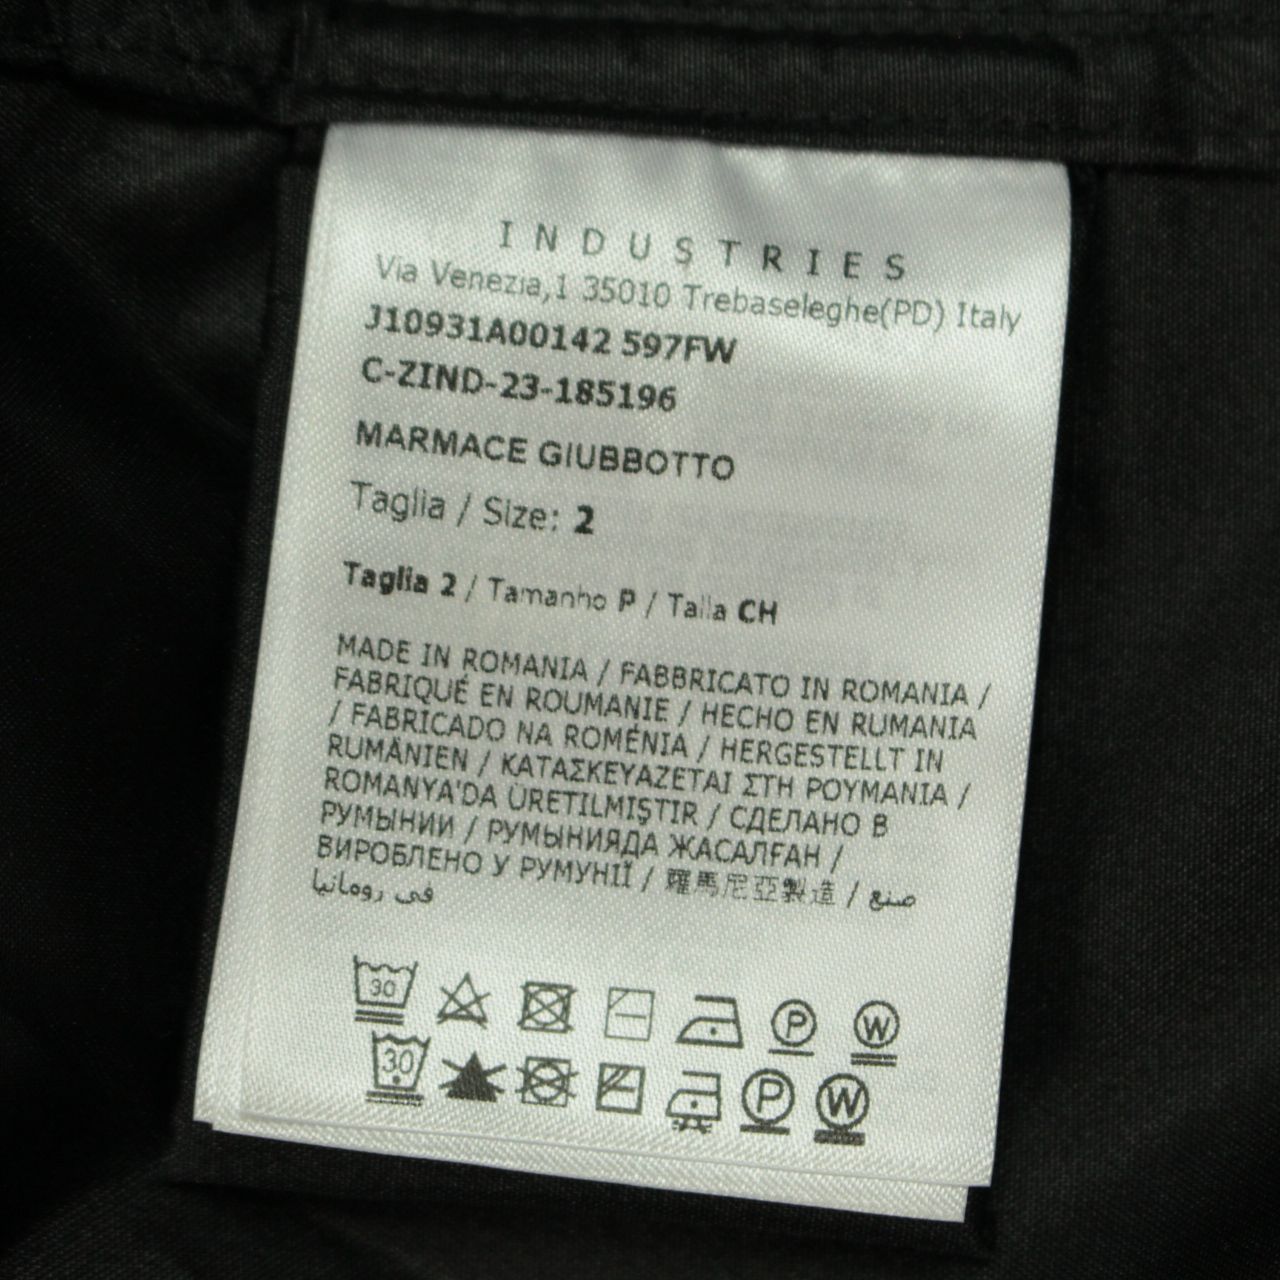 INDUSTRIES
Via Venezia,1 35010 Trebaseleghe(PD) Italy
J10931A00142 597FW
C-ZIND-23-185196
MARMACE GIUBBOTTO
Taglia / Size: 2
Taglia 2 / Tamanho P / Talla CH
MADE IN ROMANIA / FABBRICATO IN ROMANIA /
FABRIQUÉ EN ROUMANIE / HECHO EN RUMANIA
/ FABRICADO NA ROMÉNIA / HERGESTELLT IN
RUMÄNIEN / ΚΑΤΑΣΚΕΥΑΖΕΤΑΙ ΣΤΗ ΡΟΥΜΑΝΙΑ /
ROMANYA'DA ÜRETILMIŞTIR / СДЕЛАНО В
РУМЫНИИ / РУМЫНИЯДА ЖАСАЛҒАН /
ВИРОБЛЕНО У РУМУНІЇ / 羅馬尼亞製造 / صنع
في رومانيا
30 P W
30 P W